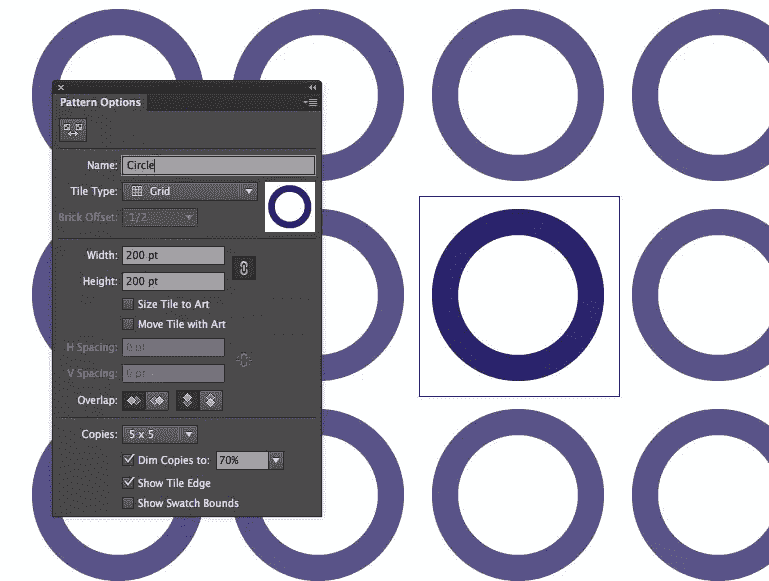 Pattern Options
Name: Circle
Tile Type: Grid
Brick Offset: 1/2
Width: 200 pt
Height: 200 pt
Size Tile to Art
Move Tile with Art
H Spacing: 0 pt
V Spacing: 0 pt
Overlap:
Copies: 5 x 5
Dim Copies to: 70%
Show Tile Edge
Show Swatch Bounds